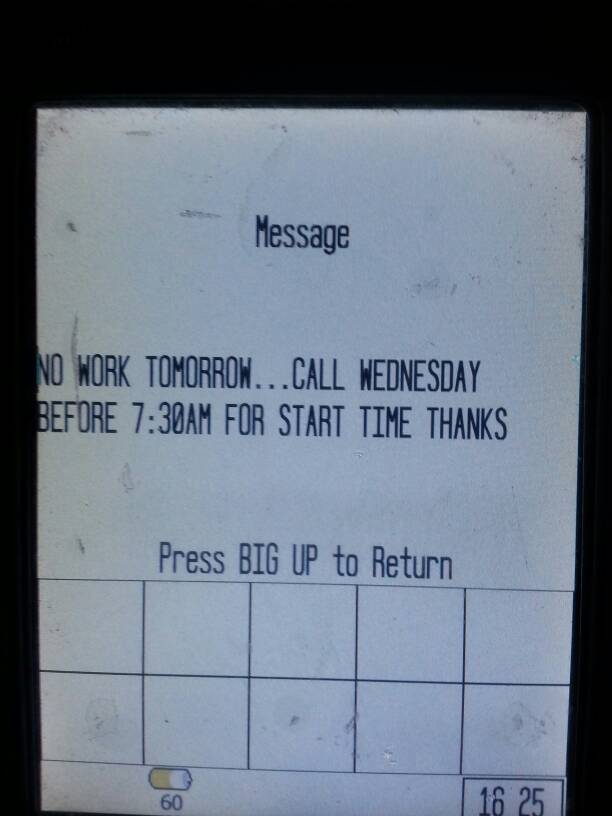 Message
NO WORK TOMORROW...CALL WEDNESDAY
BEFORE 7:30AM FOR START TIME THANKS
Press BIG UP to Return
60
16 25